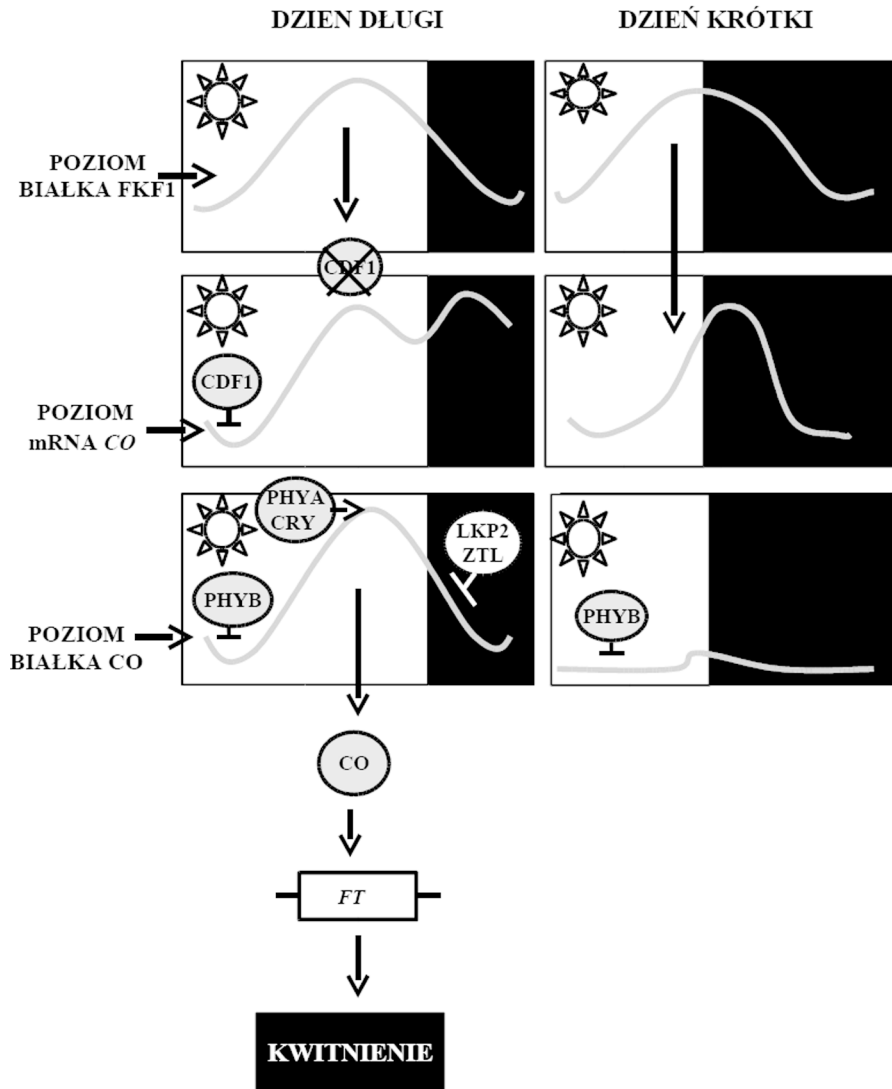 DZIEN DŁUGI
DZIEŃ KRÓTKI
POZIOM
BIAŁKA FKF1
CDF1
CDF1
POZIOM
mRNA CO
PHYA
CRY
LKP2
ZTL
PHYB
PHYB
POZIOM
BIAŁKA CO
CO
FT
KWITNIENIE